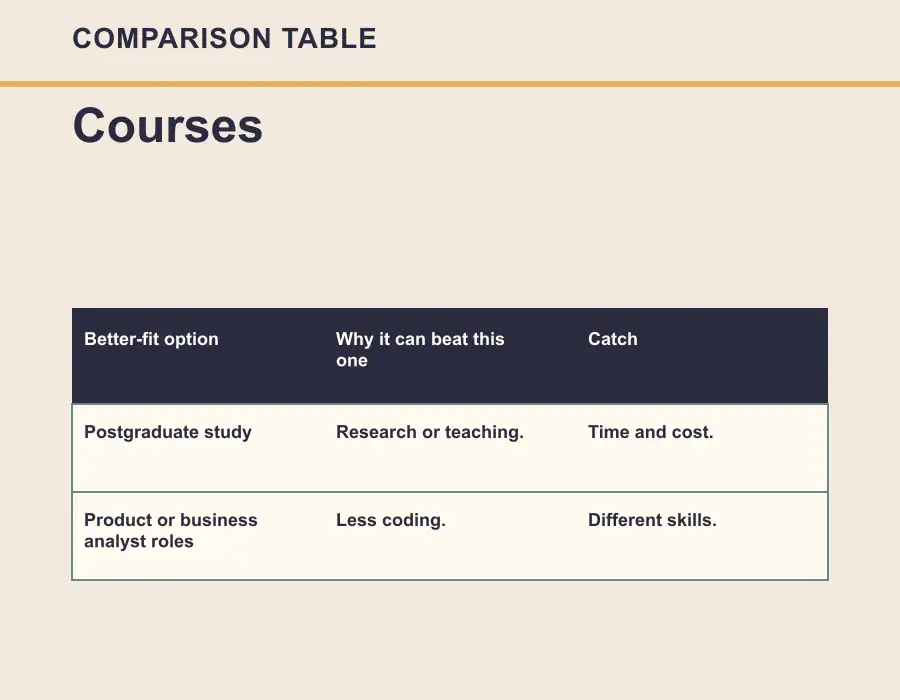 COMPARISON TABLE
Courses
Better-fit option
Why it can beat this
one
Catch
Postgraduate study
Research or teaching.
Time and cost.
Product or business
analyst roles
Less coding.
Different skills.